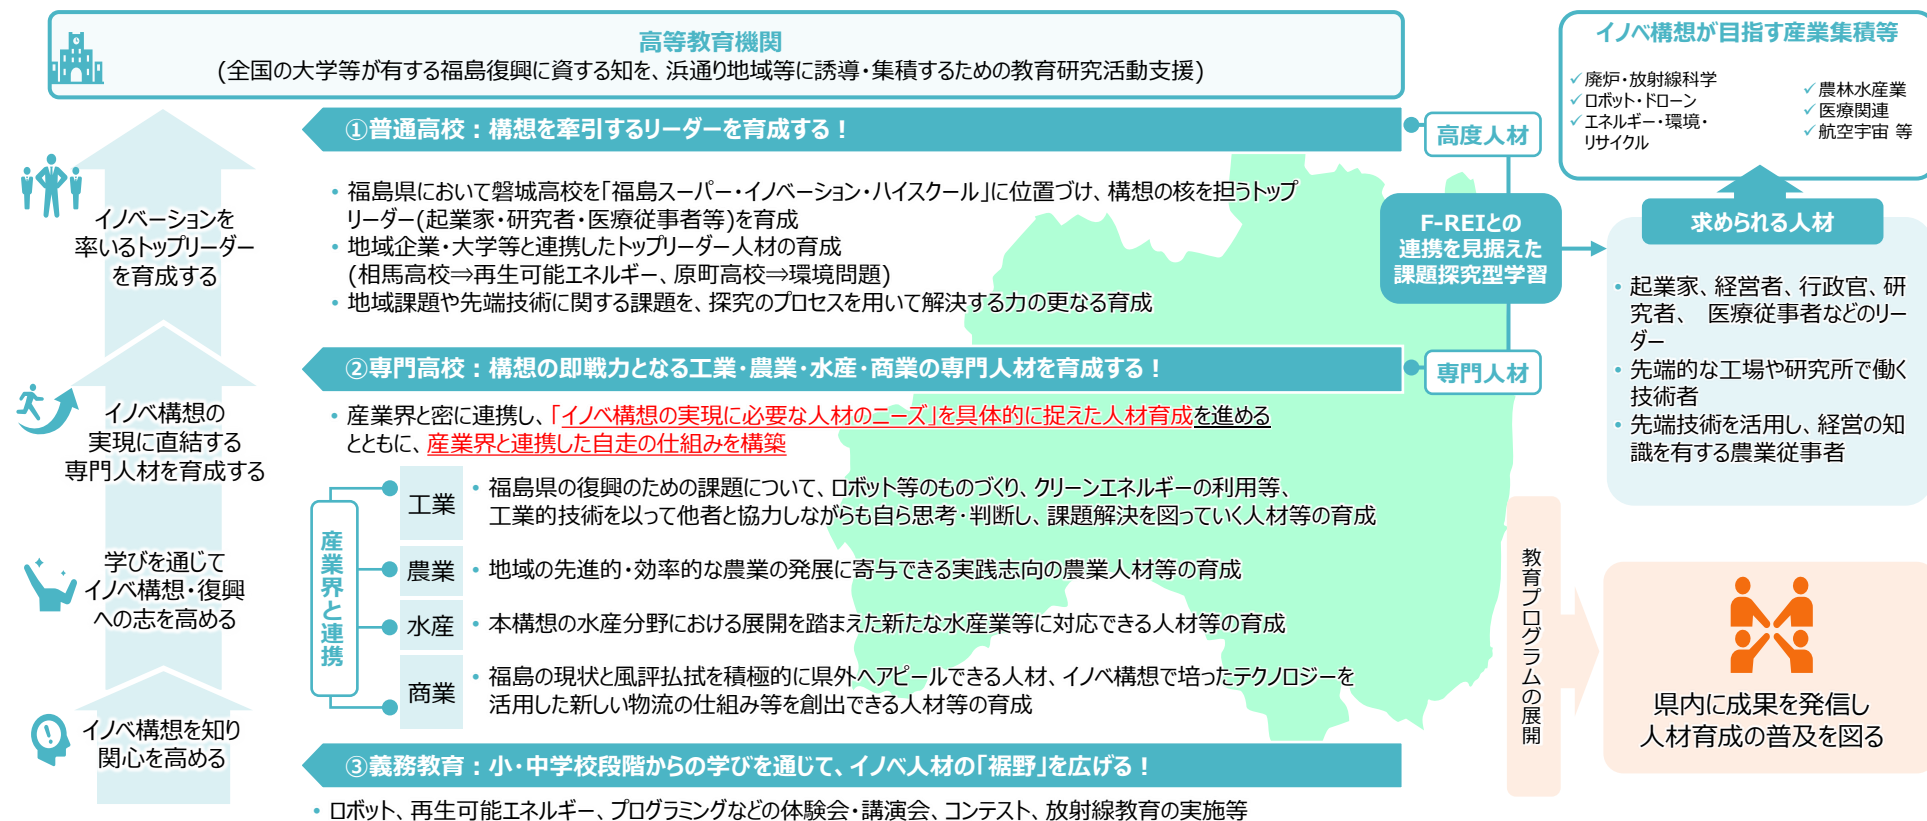 高等教育機関
(全国の大学等が有する福島復興に資する知を、浜通り地域等に誘導・集積するための教育研究活動支援)
イノベーションを
率いるトップリーダー
を育成する
イノベ構想の
実現に直結する
専門人材を育成する
学びを通じて
イノベ構想・復興
への志を高める
イノベ構想を知り
関心を高める
①普通高校：構想を牽引するリーダーを育成する！
• 福島県において磐城高校を「福島スーパー・イノベーション・ハイスクール」に位置づけ、構想の核を担うトップ
リーダー(起業家・研究者・医療従事者等)を育成
• 地域企業・大学等と連携したトップリーダー人材の育成
(相馬高校⇒再生可能エネルギー、原町高校⇒環境問題)
• 地域課題や先端技術に関する課題を、探究のプロセスを用いて解決する力の更なる育成
②専門高校：構想の即戦力となる工業・農業・水産・商業の専門人材を育成する！
• 産業界と密に連携し、「イノベ構想の実現に必要な人材のニーズ」を具体的に捉えた人材育成を進める
とともに、産業界と連携した自走の仕組みを構築
産業界と連携
工業
• 福島県の復興のための課題について、ロボット等のものづくり、クリーンエネルギーの利用等、
工業的技術を以って他者と協力しながらも自ら思考・判断し、課題解決を図っていく人材等の育成
農業
• 地域の先進的・効率的な農業の発展に寄与できる実践志向の農業人材等の育成
水産
• 本構想の水産分野における展開を踏まえた新たな水産業等に対応できる人材等の育成
商業
• 福島の現状と風評払拭を積極的に県外へアピールできる人材、イノベ構想で培ったテクノロジーを
活用した新しい物流の仕組み等を創出できる人材等の育成
③義務教育：小・中学校段階からの学びを通じて、イノベ人材の「裾野」を広げる！
• ロボット、再生可能エネルギー、プログラミングなどの体験会・講演会、コンテスト、放射線教育の実施等
高度人材
F-REIとの
連携を見据えた
課題探究型学習
専門人材
イノベ構想が目指す産業集積等
✓廃炉・放射線科学
✓ロボット・ドローン
✓エネルギー・環境・
リサイクル
✓農林水産業
✓医療関連
✓航空宇宙 等
求められる人材
• 起業家、経営者、行政官、研
究者、 医療従事者などのリー
ダー
• 先端的な工場や研究所で働く
技術者
• 先端技術を活用し、経営の知
識を有する農業従事者
教育プログラムの展開
県内に成果を発信し
人材育成の普及を図る